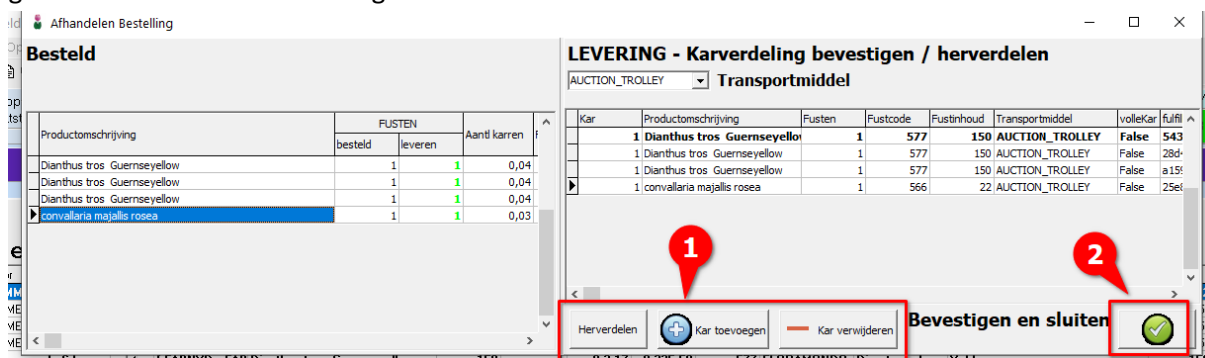 Afhandelen Bestelling
Besteld
LEVERING - Karverdeling bevestigen / herverdelen
AUCTION_TROLLEY Transportmiddel
Productomschrijving FUSTEN Aantl karren
besteld leveren
Dianthus tros Guernseyellow 1 1 0,04
Dianthus tros Guernseyellow 1 1 0,04
Dianthus tros Guernseyellow 1 1 0,04
convallaria majallis rosea 1 1 0,03
Kar Productomschrijving Fusten Fustcode Fustinhoud Transportmiddel volleKar fulfil
1 Dianthus tros Guernseyellov 1 577 150 AUCTION_TROLLEY False 543
1 Dianthus tros Guernseyellow 1 577 150 AUCTION_TROLLEY False 28d
1 Dianthus tros Guernseyellow 1 577 150 AUCTION_TROLLEY False a159
1 convallaria majallis rosea 1 566 22 AUCTION_TROLLEY False 25e8
1
2
Herverdelen Kar toevoegen Kar verwijderen Bevestigen en sluiten